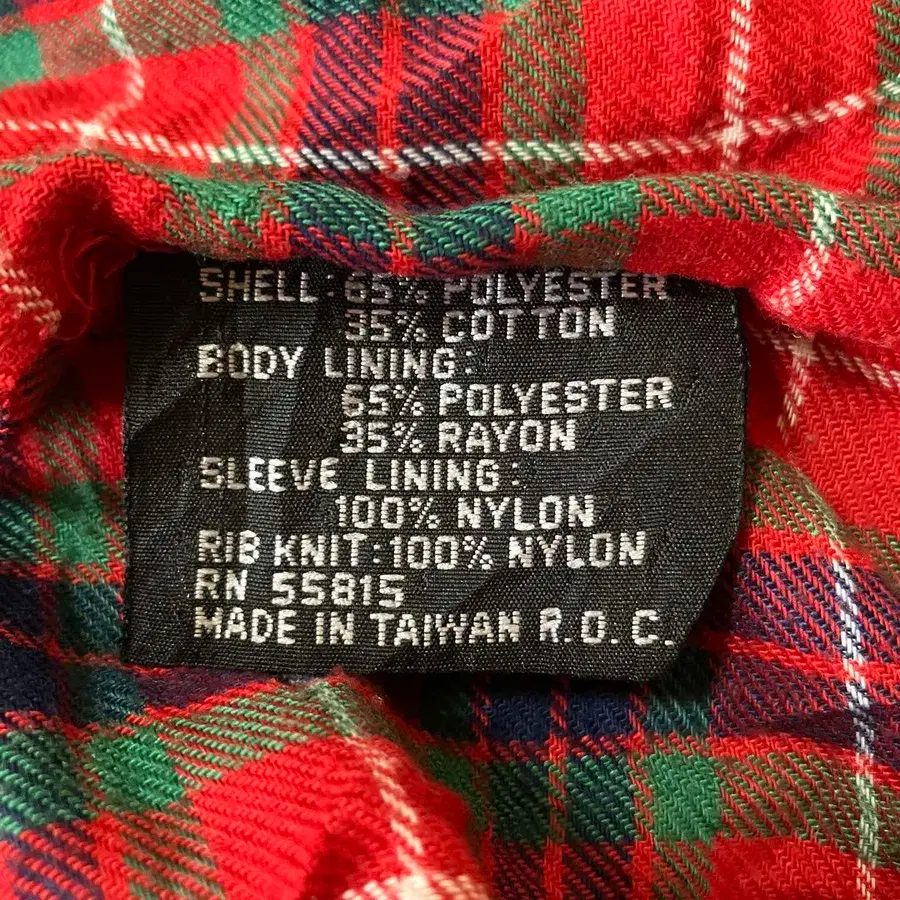 SHELL: 65% POLYESTER
35% COTTON
BODY LINING:
65% POLYESTER
35% RAYON
SLEEVE LINING:
100% NYLON
RIB KNIT: 100% NYLON
RN 55815
MADE IN TAIWAN R.O.C.